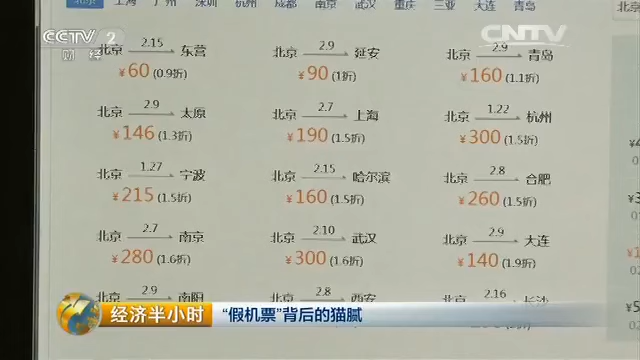 北京 上海 广州 深圳 杭州 成都 南京 武汉 重庆 三亚 大连 青岛
CCTV 2
财经
CNTV
北京 2.15 东营 北京 2.9 延安 北京 2.9 青岛
¥60 (0.9折) ¥90 (1折) ¥160 (1.1折)
北京 2.9 太原 北京 2.7 上海 北京 1.22 杭州
¥146 (1.3折) ¥190 (1.5折) ¥300 (1.5折)
北京 1.27 宁波 北京 2.15 哈尔滨 北京 2.8 合肥
¥215 (1.5折) ¥160 (1.5折) ¥260 (1.5折)
北京 2.7 南京 北京 2.10 武汉 北京 2.9 大连
¥280 (1.6折) ¥300 (1.6折) ¥140 (1.9折)
北京 2.9 南阳 北京 2.8 西安 北京 2.16 长沙
经济半小时 “假机票”背后的猫腻